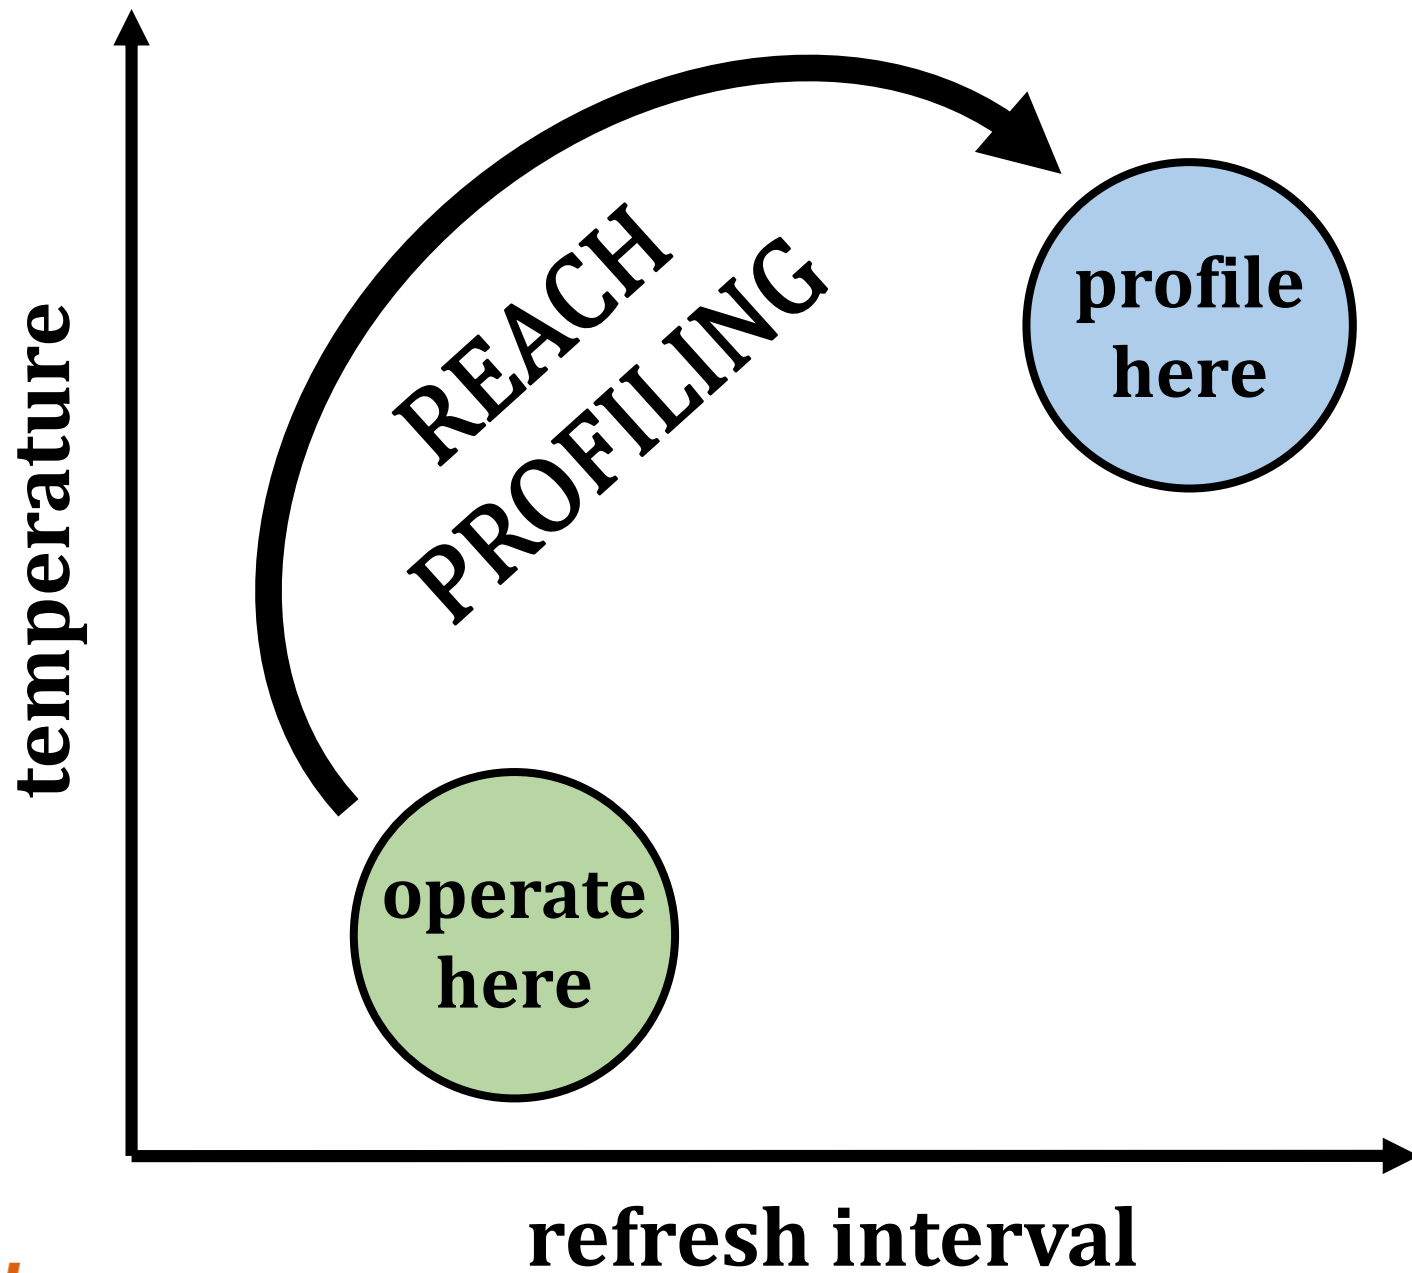 temperature
REACH
PROFILING
profile
here
operate
here
refresh interval